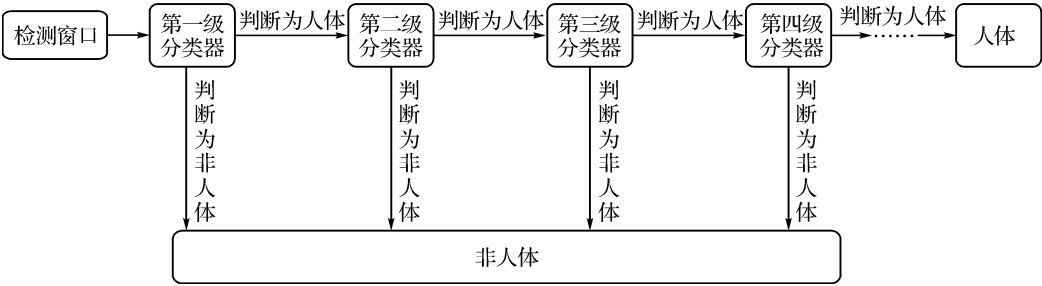 检测窗口
第一级
分类器
判断为人体
第二级
分类器
判断为人体
第三级
分类器
判断为人体
第四级
分类器
判断为人体
……
人体
判断为非人体
判断为非人体
判断为非人体
判断为非人体
非人体